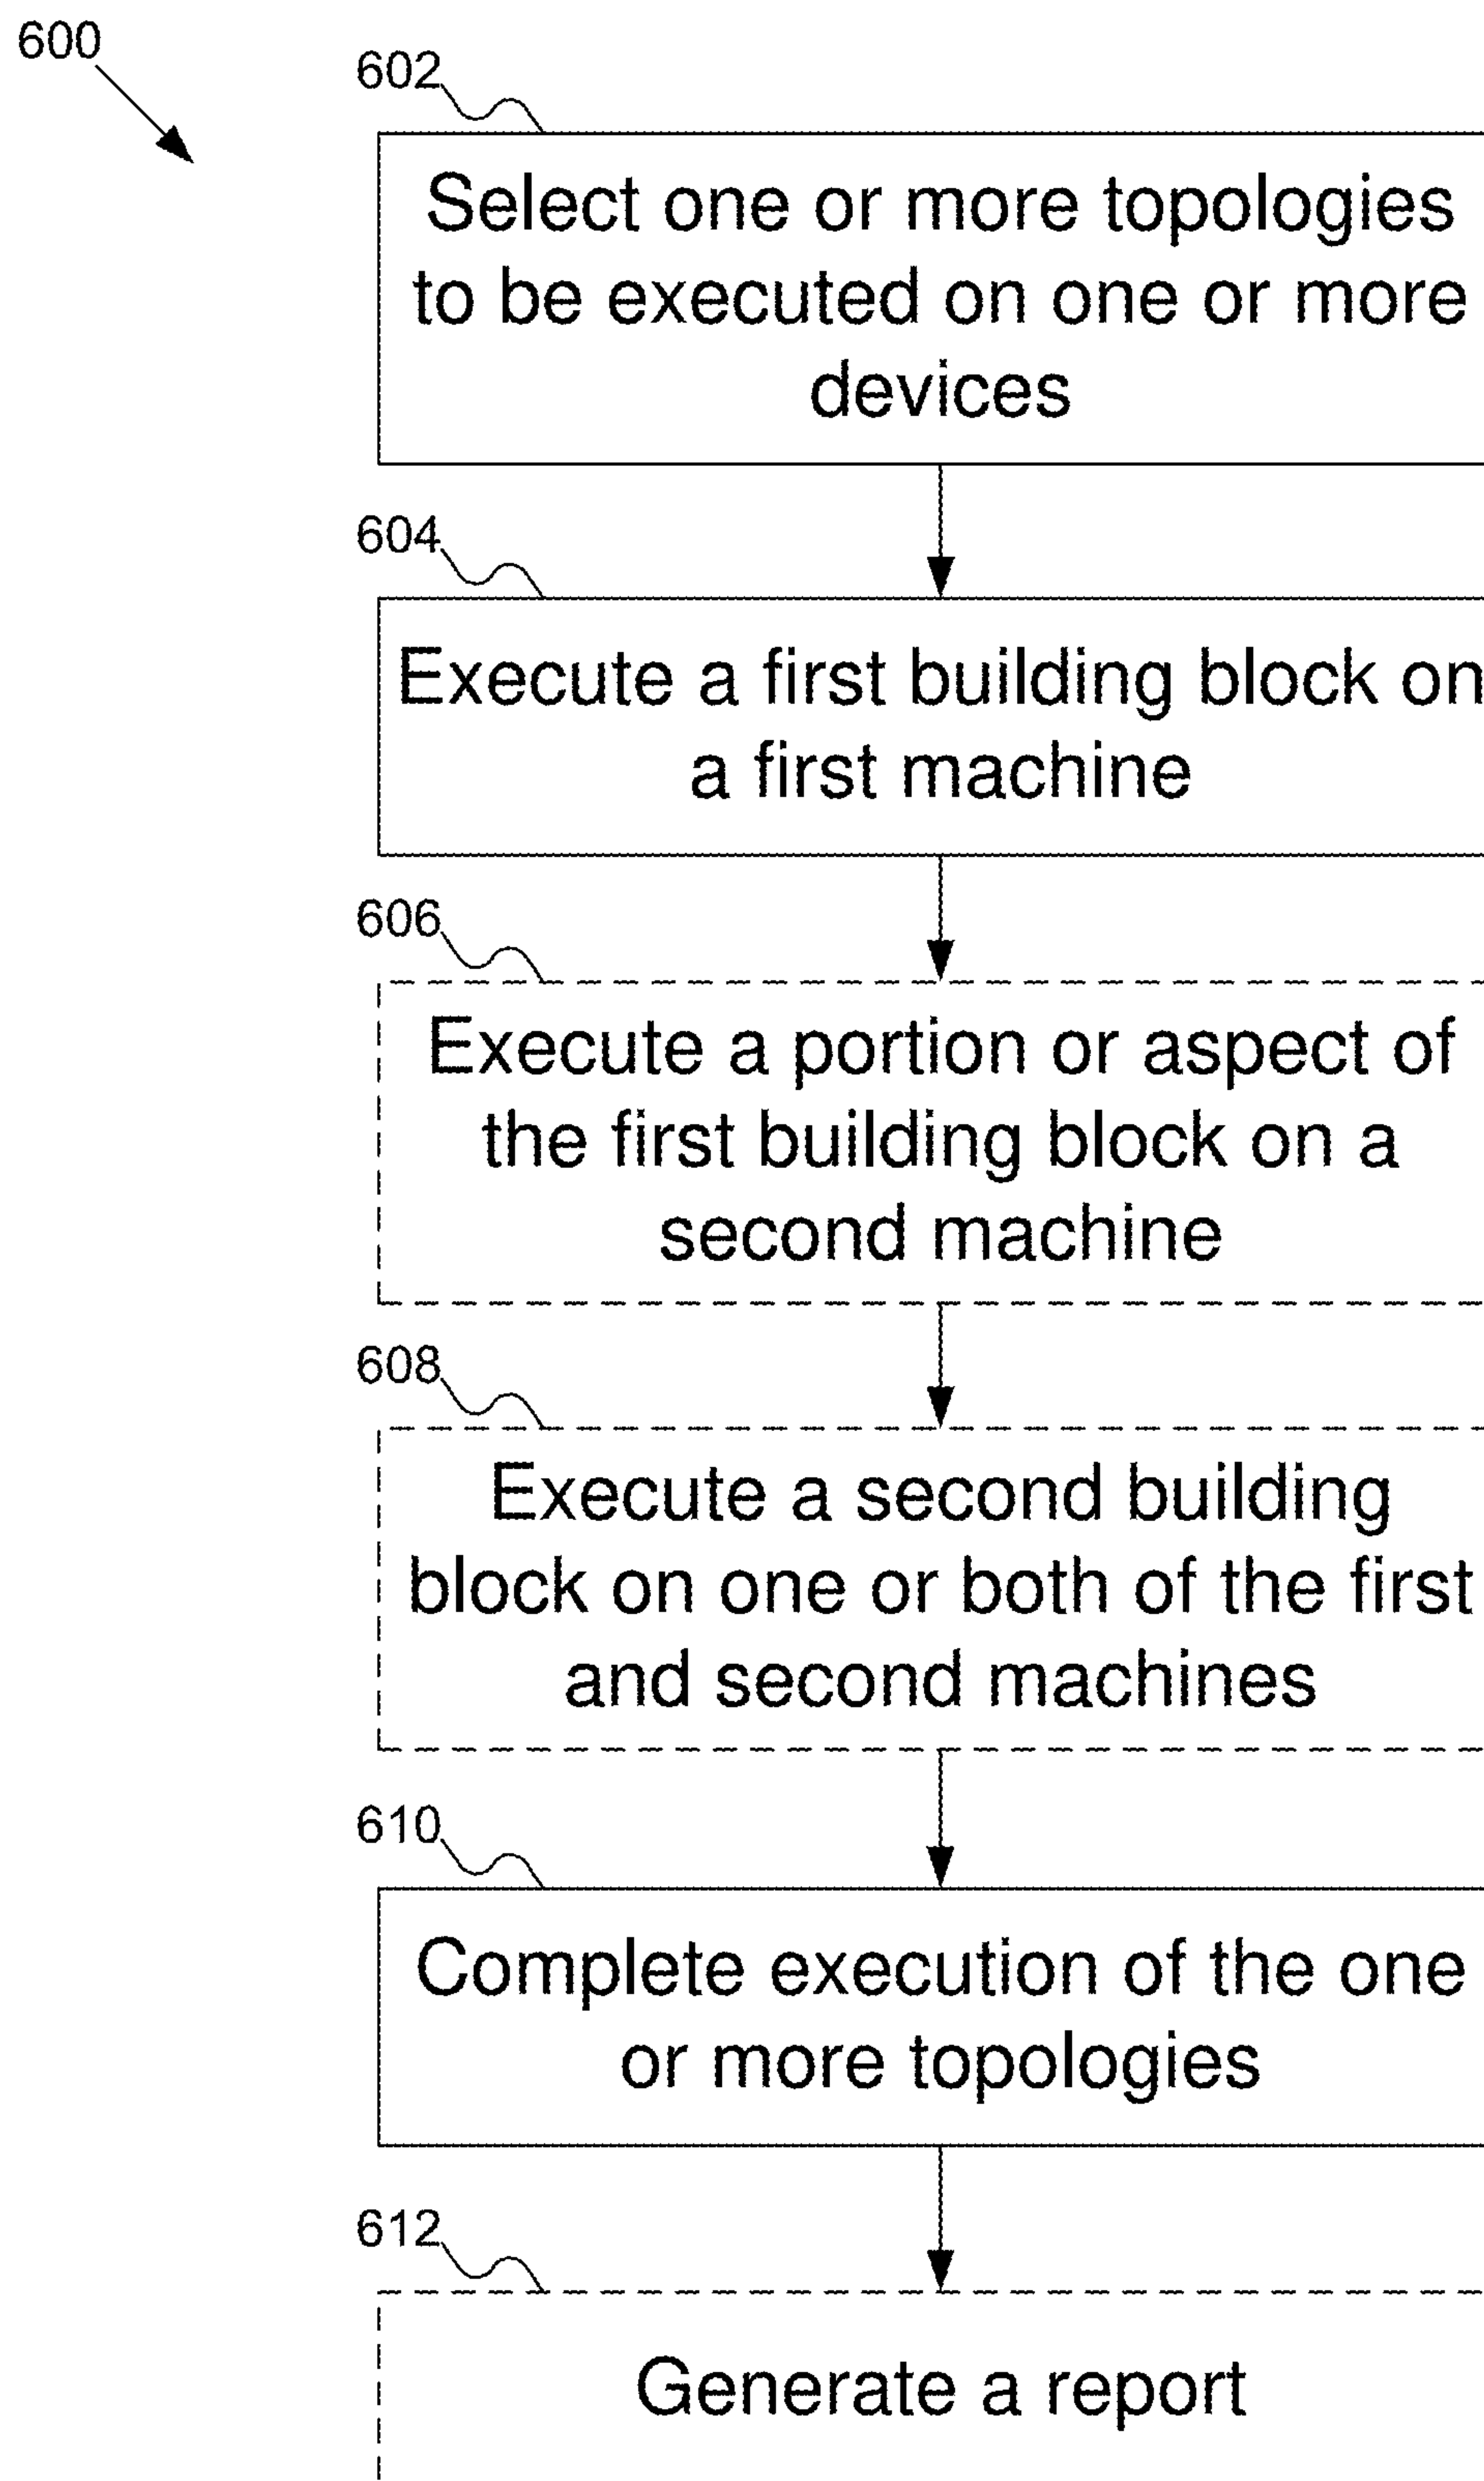 600
602
Select one or more topologies
to be executed on one or more
devices
604
Execute a first building block on
a first machine
606
Execute a portion or aspect of
the first building block on a
second machine
608
Execute a second building
block on one or both of the first
and second machines
610
Complete execution of the one
or more topologies
612
Generate a report